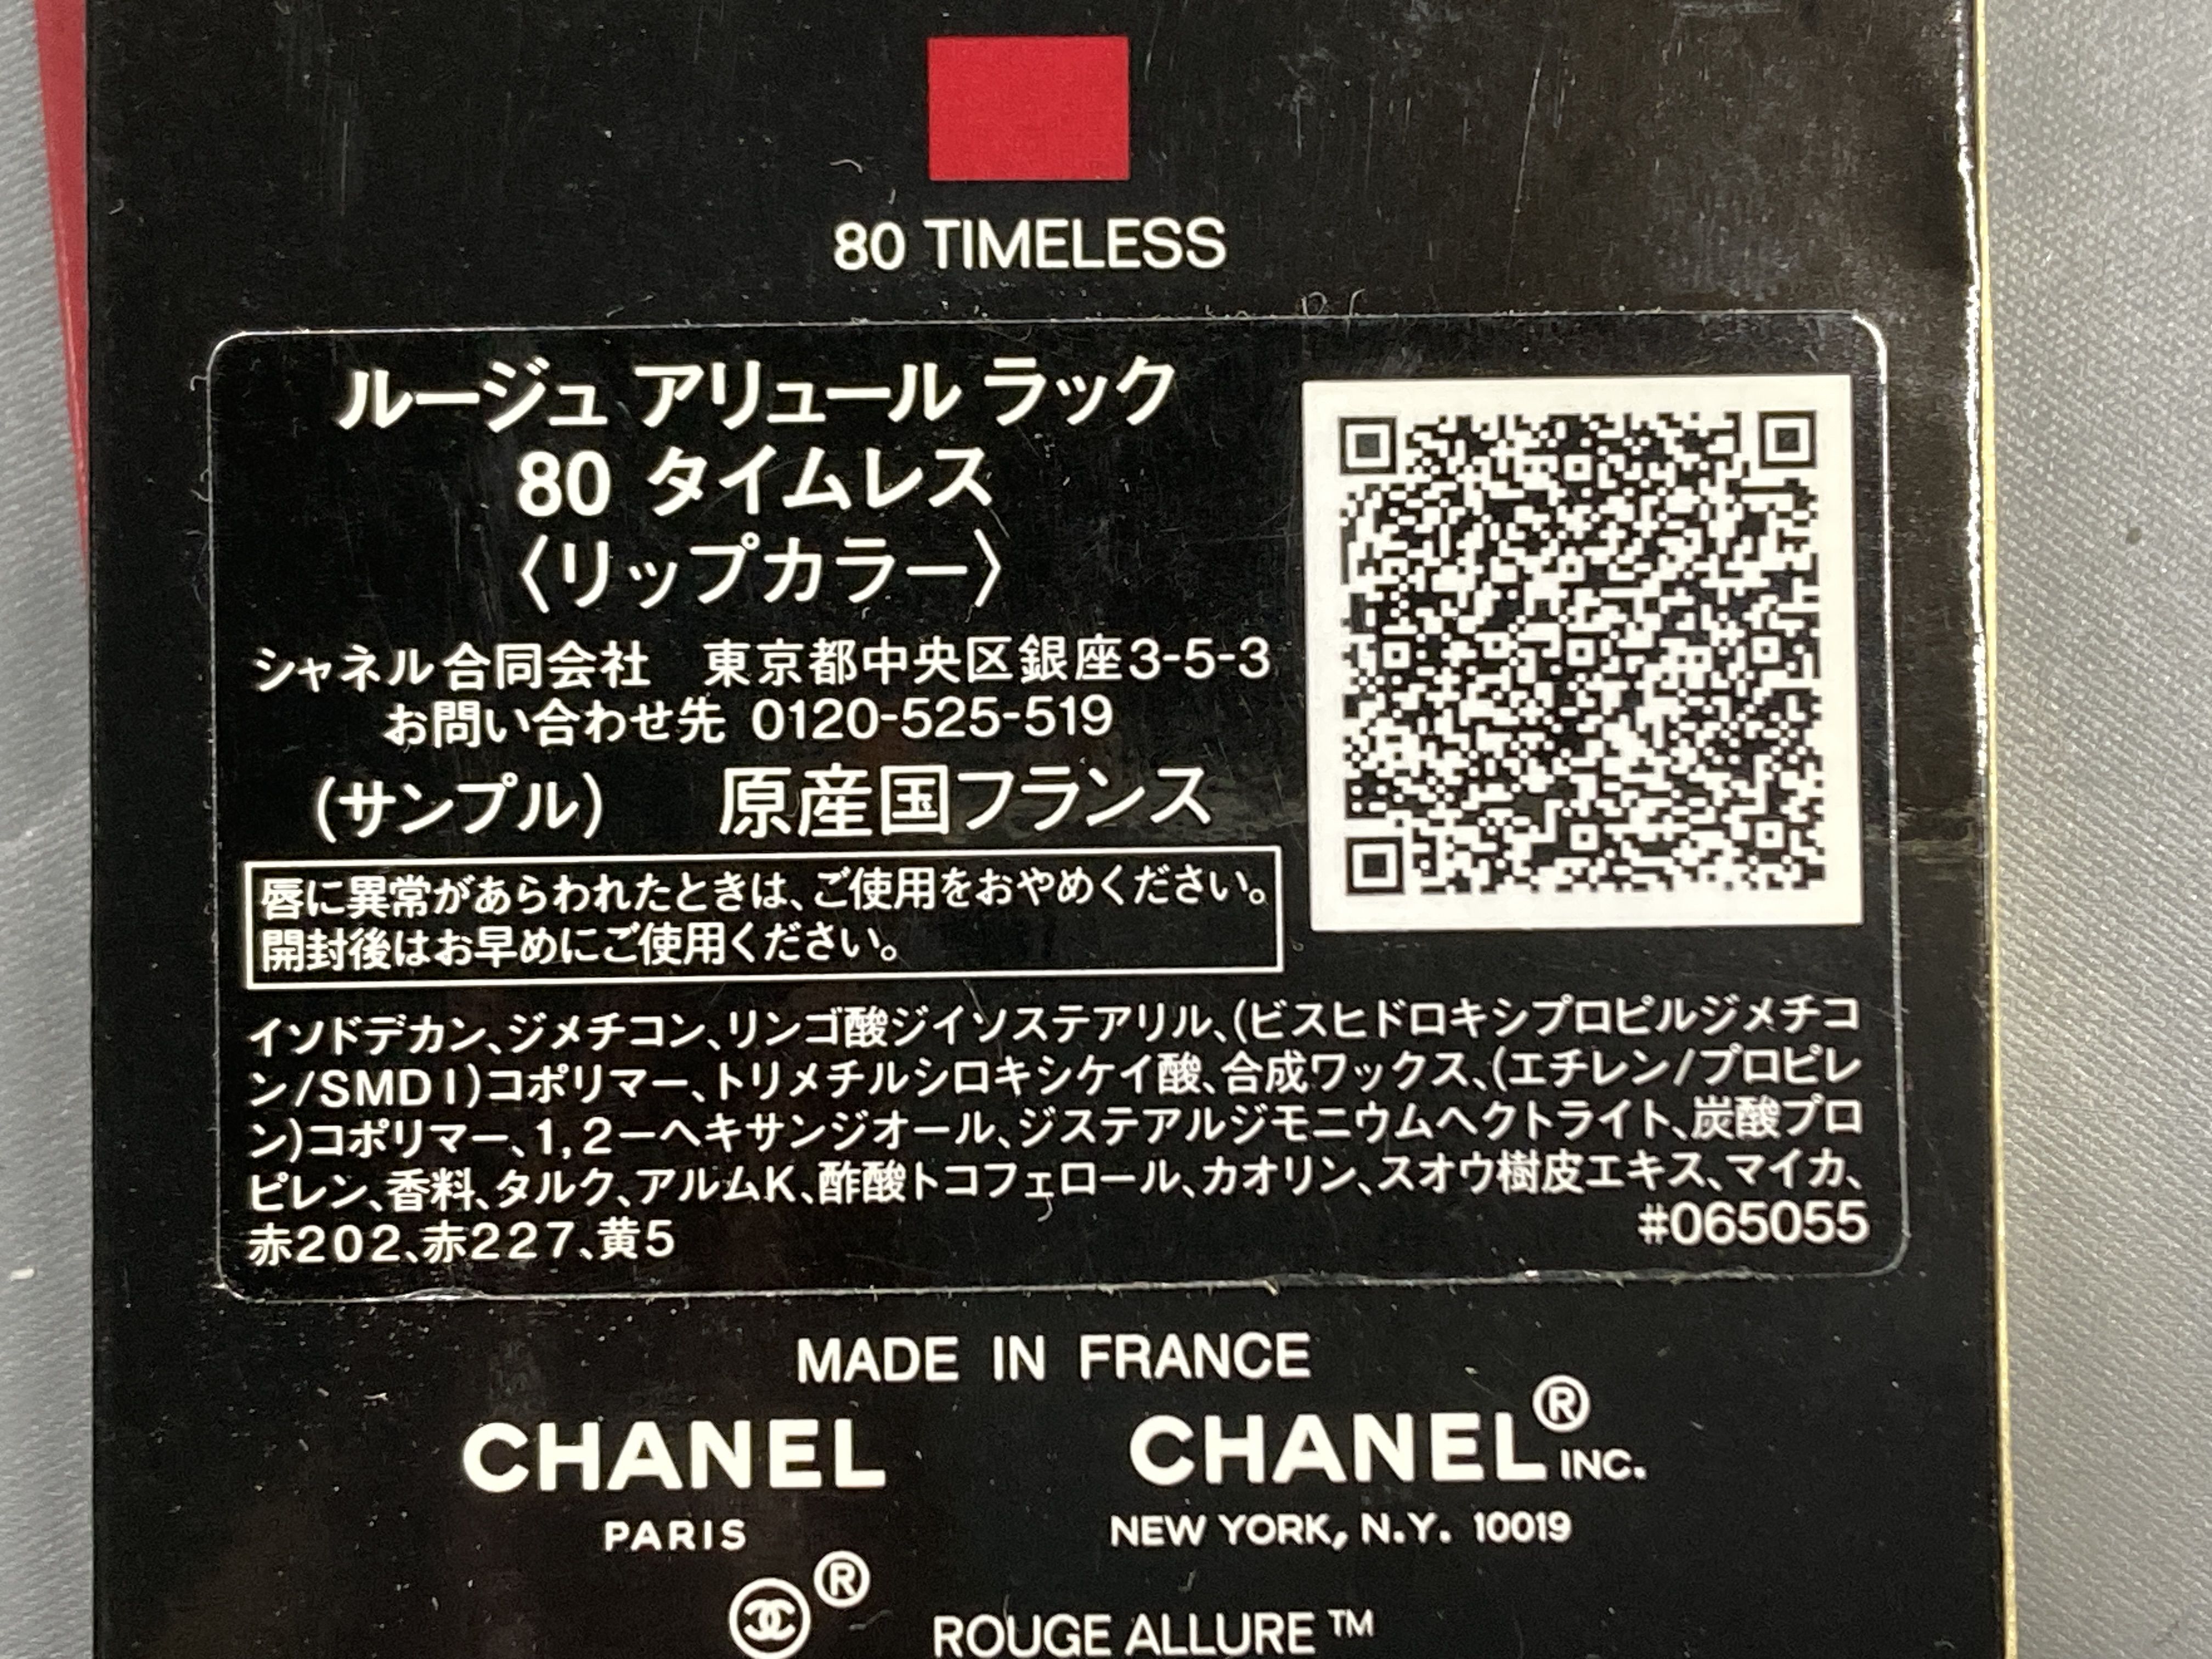 80 TIMELESS
ルージュ アリュール ラック
80 タイムレス
〈リップカラー〉
シャネル合同会社 東京都中央区銀座3-5-3
お問い合わせ先 0120-525-519
(サンプル) 原産国フランス
唇に異常があらわれたときは、ご使用をおやめください。
開封後はお早めにご使用ください。
イソドデカン、ジメチコン、リンゴ酸ジイソステアリル、(ビスヒドロキシプロピルジメチコ
ン/SMDI)コポリマー、トリメチルシロキシケイ酸、合成ワックス、(エチレン/プロピレ
ン)コポリマー、1,2ーヘキサンジオール、ジステアルジモニウムヘクトライト、炭酸プロ
ピレン、香料、タルク、アルムK、酢酸トコフェロール、カオリン、スオウ樹皮エキス、マイカ、
赤202、赤227、黄5 #065055
MADE IN FRANCE
CHANEL CHANEL® INC.
PARIS NEW YORK, N.Y. 10019
® ROUGE ALLURE™